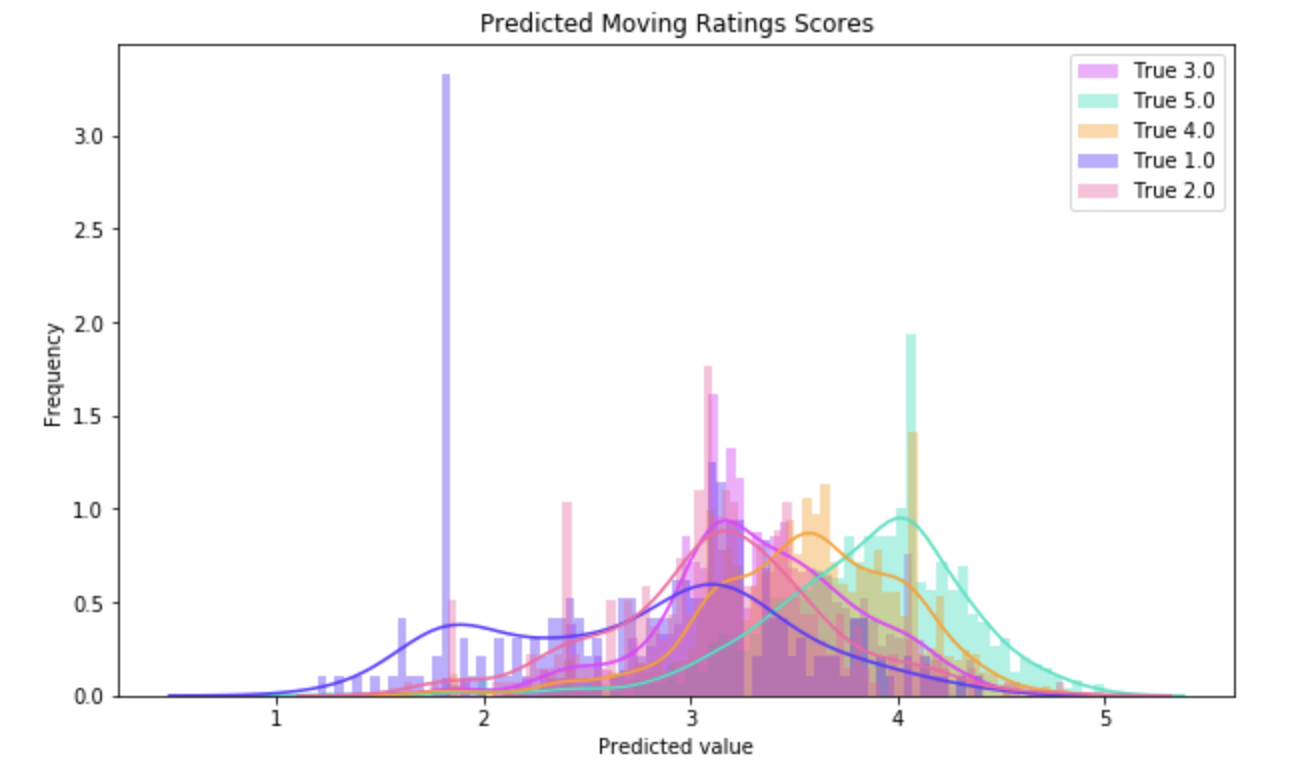 Predicted Moving Ratings Scores
True 3.0
True 5.0
True 4.0
True 1.0
True 2.0
3.0
2.5
2.0
1.5
1.0
0.5
0.0
Frequency
1 2 3 4 5
Predicted value